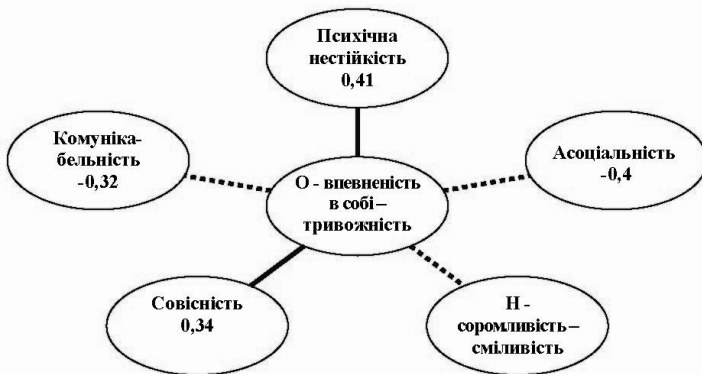 Психічна
нестійкість
0,41
Комуніка-
бельність
-0,32
Асоціальність
-0,4
О - впевненість
в собі –
тривожність
Совісність
0,34
Н -
соромливість –
сміливість